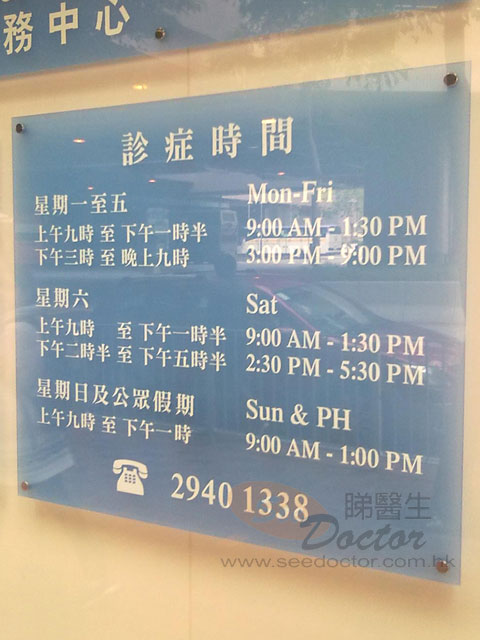 務中心
診症時間
星期一至五 Mon-Fri
上午九時 至 下午一時半 9:00 AM - 1:30 PM
下午三時 至 晚上九時 3:00 PM - 9:00 PM
星期六 Sat
上午九時 至 下午一時半 9:00 AM - 1:30 PM
下午二時半 至 下午五時半 2:30 PM - 5:30 PM
星期日及公眾假期 Sun & PH
上午九時 至 下午一時 9:00 AM - 1:00 PM
2940 1338
睇醫生
Doctor
www.seedoctor.com.hk